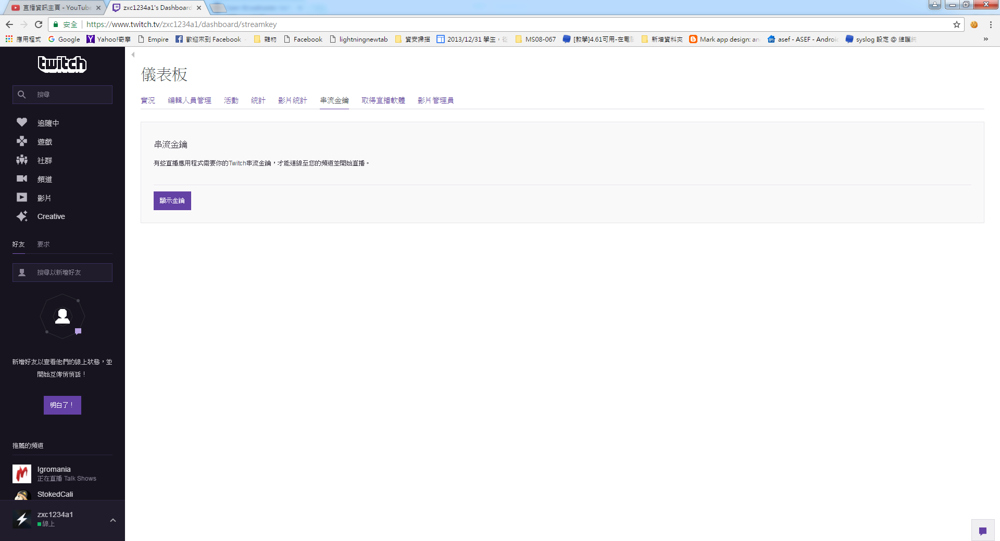 直播資訊主頁 - YouTube
zxc1234a1's Dashboard
安全
https://www.twitch.tv/zxc1234a1/dashboard/streamkey
應用程式
Google
Yahoo!奇摩
Empire
歡迎來到 Facebook -
雜物
Facebook
lightningnewtab
資安掃描
2013/12/31 學生，從
MS08-067
[教學]4.61可用-在電腦
新增資料夾
Mark app design: an
asef - ASEF - Android
syslog 設定 @ 維護紀
»
twitch
搜尋
追隨中
遊戲
社群
頻道
影片
Creative
好友
要求
搜尋以新增好友
新增好友以查看他們的線上狀態，並
開始互傳悄悄話！
明白了！
推薦的頻道
Igromania
正在直播 Talk Shows
StokedCali
zxc1234a1
線上
儀表板
實況
編輯人員管理
活動
統計
影片統計
串流金鑰
取得直播軟體
影片管理員
串流金鑰
有些直播應用程式需要你的Twitch串流金鑰，才能連線至您的頻道並開始直播。
顯示金鑰